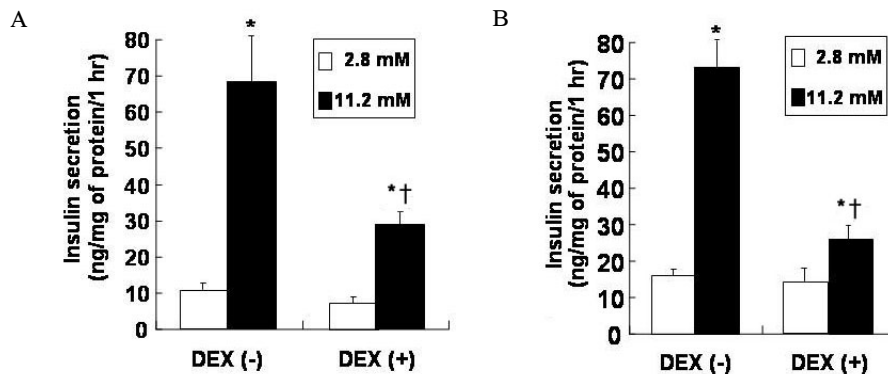 A
Insulin secretion
(ng/mg of protein/1 hr)
80
70
60
50
40
30
20
10
0
*
* †
2.8 mM
11.2 mM
DEX (-)
DEX (+)
B
Insulin secretion
(ng/mg of protein/1 hr)
80
70
60
50
40
30
20
10
0
*
* †
2.8 mM
11.2 mM
DEX (-)
DEX (+)